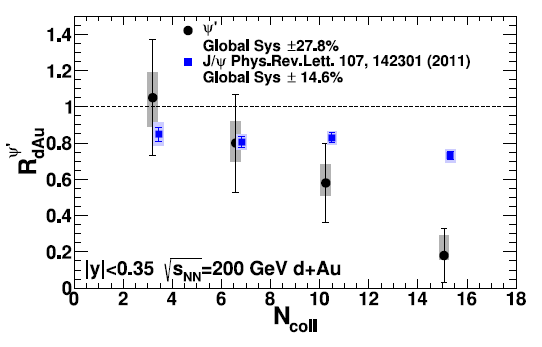 ψ'
Global Sys ±27.8%
J/ψ Phys.Rev.Lett. 107, 142301 (2011)
Global Sys ± 14.6%
R^ψ'_dAu
1.4
1.2
1
0.8
0.6
0.4
0.2
0
|y|<0.35 √s_NN=200 GeV d+Au
0 2 4 6 8 10 12 14 16 18
N_coll